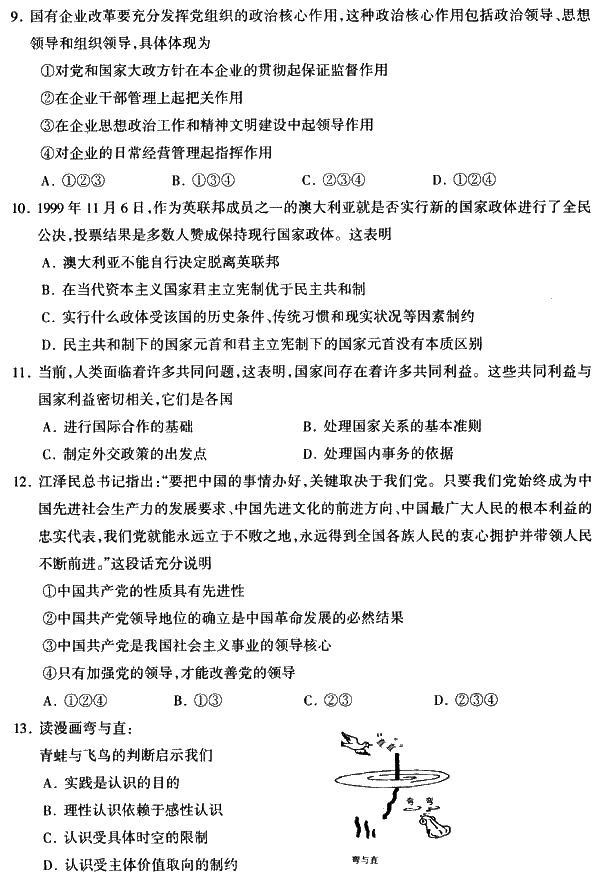 9. 国有企业改革要充分发挥党组织的政治核心作用,这种政治核心作用包括政治领导、思想
领导和组织领导,具体体现为
①对党和国家大政方针在本企业的贯彻起保证监督作用
②在企业干部管理上起把关作用
③在企业思想政治工作和精神文明建设中起领导作用
④对企业的日常经营管理起指挥作用
A. ①②③ B. ①③④ C. ②③④ D. ①②④
10. 1999 年 11 月 6 日,作为英联邦成员之一的澳大利亚就是否实行新的国家政体进行了全民
公决,投票结果是多数人赞成保持现行国家政体。这表明
A. 澳大利亚不能自行决定脱离英联邦
B. 在当代资本主义国家君主立宪制优于民主共和制
C. 实行什么政体受该国的历史条件、传统习惯和现实状况等因素制约
D. 民主共和制下的国家元首和君主立宪制下的国家元首没有本质区别
11. 当前,人类面临着许多共同问题,这表明,国家间存在着许多共同利益。这些共同利益与
国家利益密切相关,它们是各国
A. 进行国际合作的基础 B. 处理国家关系的基本准则
C. 制定外交政策的出发点 D. 处理国内事务的依据
12. 江泽民总书记指出:“要把中国的事情办好,关键取决于我们党。只要我们党始终成为中
国先进社会生产力的发展要求、中国先进文化的前进方向、中国最广大人民的根本利益的
忠实代表,我们党就能永远立于不败之地,永远得到全国各族人民的衷心拥护并带领人民
不断前进。”这段话充分说明
①中国共产党的性质具有先进性
②中国共产党领导地位的确立是中国革命发展的必然结果
③中国共产党是我国社会主义事业的领导核心
④只有加强党的领导,才能改善党的领导
A. ①②④ B. ①③ C. ②③ D. ②③④
13. 读漫画弯与直:
青蛙与飞鸟的判断启示我们
A. 实践是认识的目的
B. 理性认识依赖于感性认识
C. 认识受具体时空的限制
D. 认识受主体价值取向的制约
“直”
弯 弯
弯与直